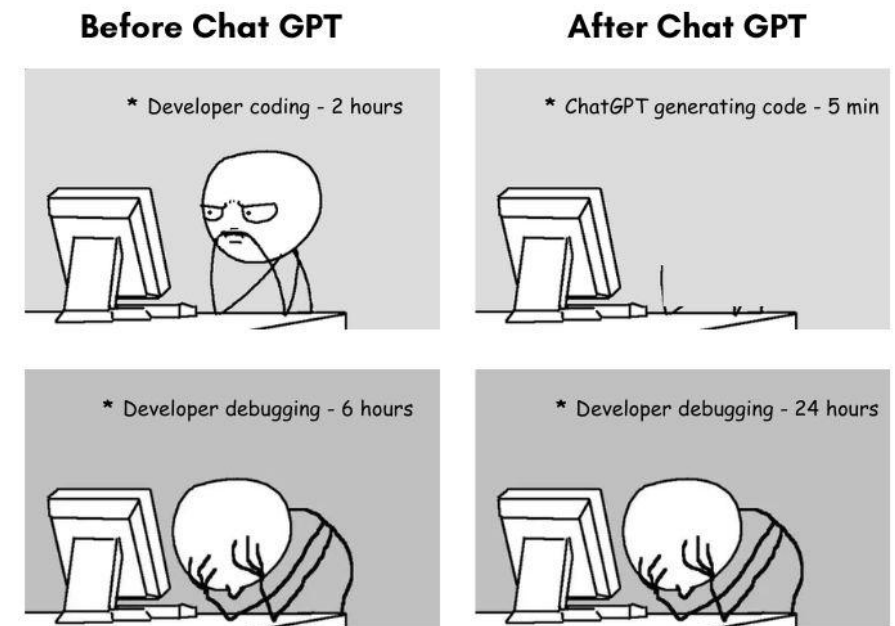 Before Chat GPT
After Chat GPT
* Developer coding - 2 hours
* ChatGPT generating code - 5 min
* Developer debugging - 6 hours
* Developer debugging - 24 hours